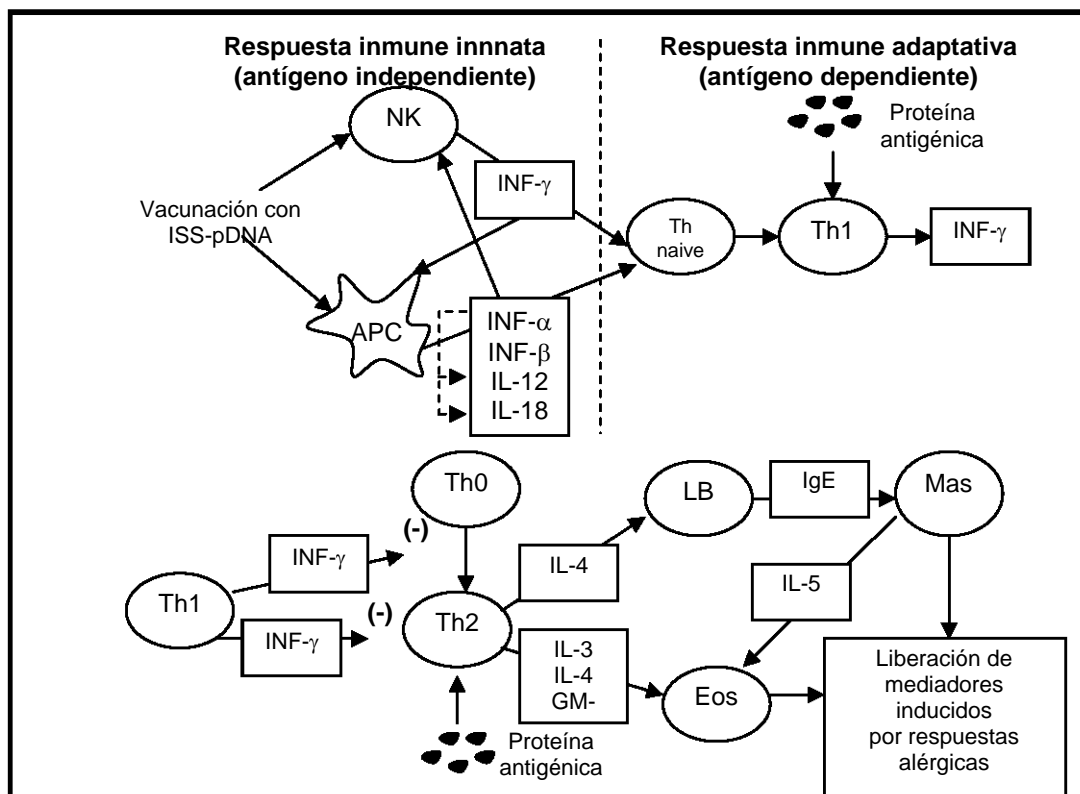 Respuesta inmune innnata
(antígeno independiente)
Respuesta inmune adaptativa
(antígeno dependiente)
NK
Proteína
antigénica
INF-γ
Vacunación con
ISS-pDNA
Th
naive
Th1
INF-γ
APC
INF-α
INF-β
IL-12
IL-18
Th0
LB
IgE
Mas
(-)
INF-γ
IL-4
IL-5
Th1
(-)
Th2
INF-γ
IL-3
IL-4
GM-
Eos
Liberación de
mediadores
inducidos
por respuestas
alérgicas
Proteína
antigénica